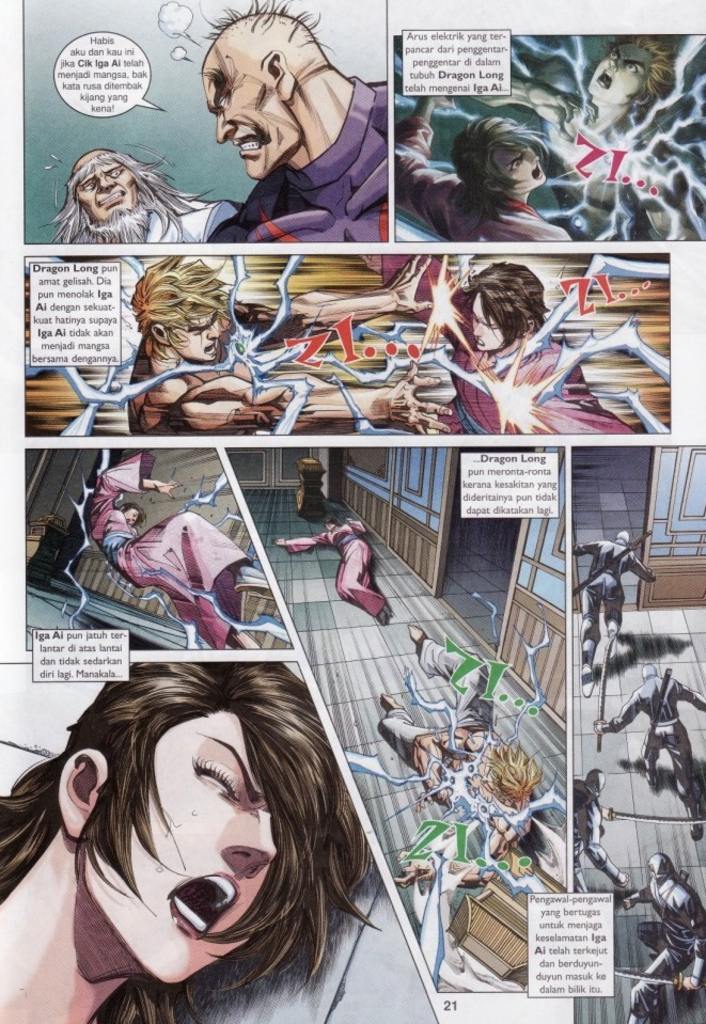 Habis
aku dan kau ini
jika Cik Iga Ai telah
menjadi mangsa, bak
kata rusa ditembak
kijang yang
kena!
Arus elektrik yang ter-
pancar dari penggentar-
penggentar di dalam
tubuh Dragon Long
telah mengenai Iga Ai...
ZI...
Dragon Long pun
amat gelisah. Dia
pun menolak Iga
Ai dengan sekuat-
kuat hatinya supaya
Iga Ai tidak akan
menjadi mangsa
bersama dengannya.
ZI...
ZI...
Iga Ai pun jatuh ter-
lantar di atas lantai
dan tidak sedarkan
diri lagi. Manakala...
...Dragon Long
pun meronta-ronta
kerana kesakitan yang
dideritainya pun tidak
dapat dikatakan lagi.
ZI...
ZI...
Pengawal-pengawal
yang bertugas
untuk menjaga
keselamatan Iga
Ai telah terkejut
dan berduyun-
duyun masuk ke
dalam bilik itu.
21